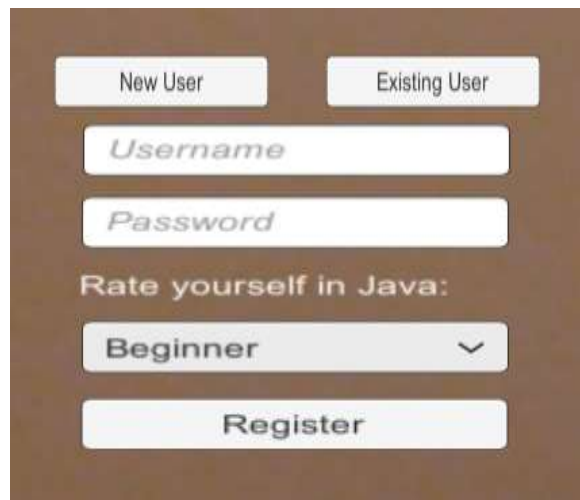 New User Existing User
Username
Password
Rate yourself in Java:
Beginner
Register